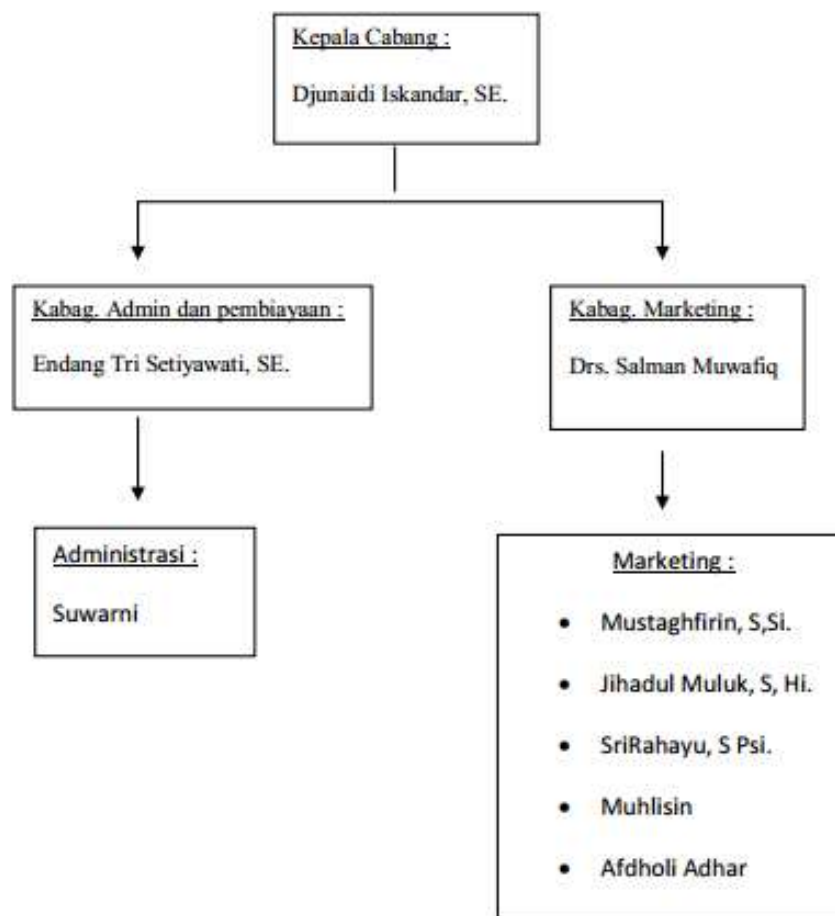 Kepala Cabang :
Djunaidi Iskandar, SE.
Kabag. Admin dan pembiayaan :
Endang Tri Setiyawati, SE.
Kabag. Marketing :
Drs. Salman Muwafiq
Administrasi :
Suwarni
Marketing :
• Mustaghfirin, S,Si.
• Jihadul Muluk, S, Hi.
• SriRahayu, S Psi.
• Muhlisin
• Afdholi Adhar